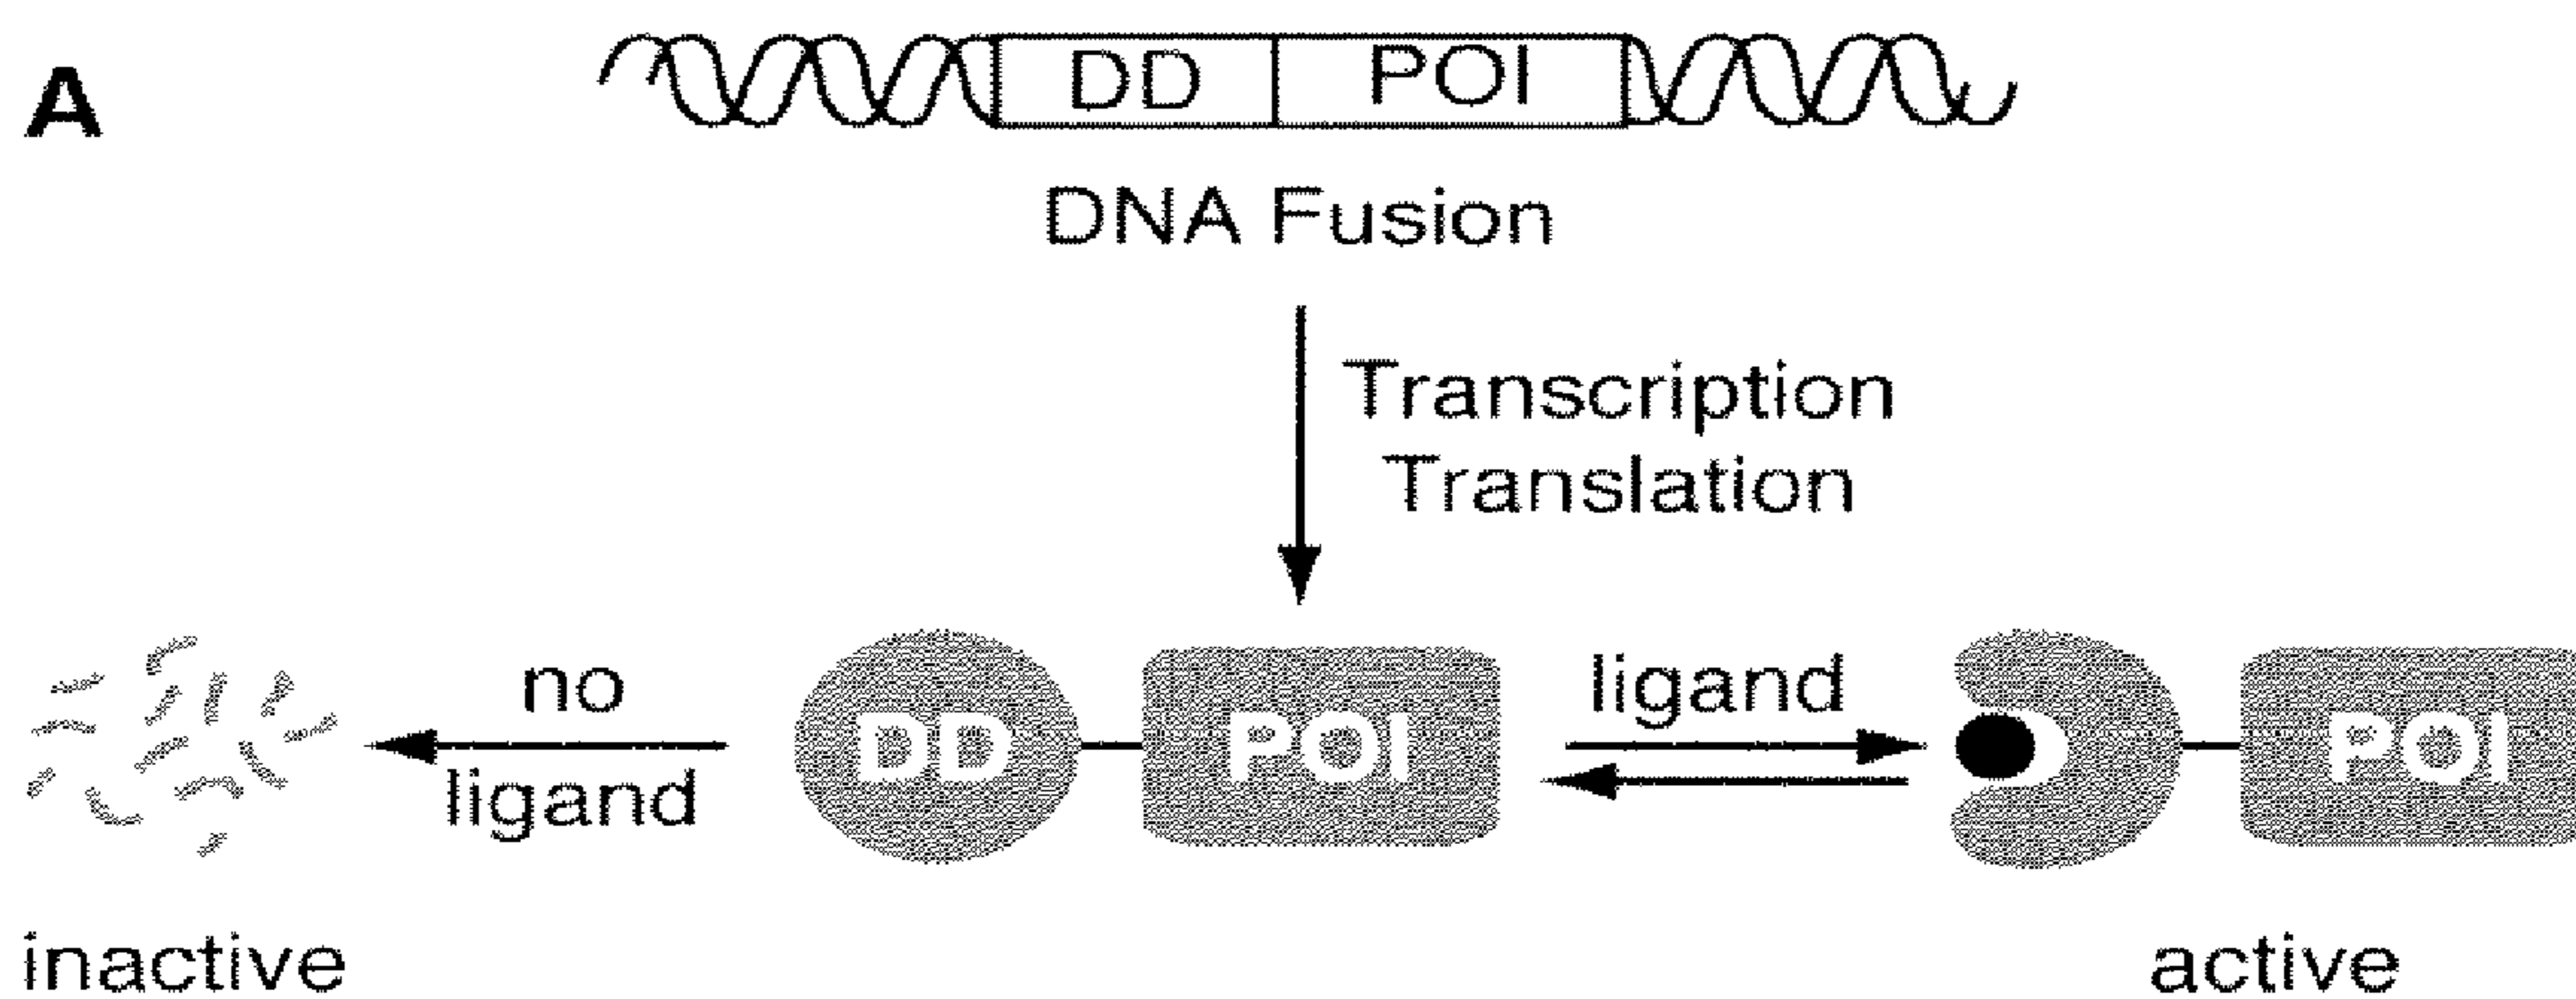 A
DD POI
DNA Fusion
Transcription
Translation
no
ligand
DD POI
ligand
POI
inactive
active